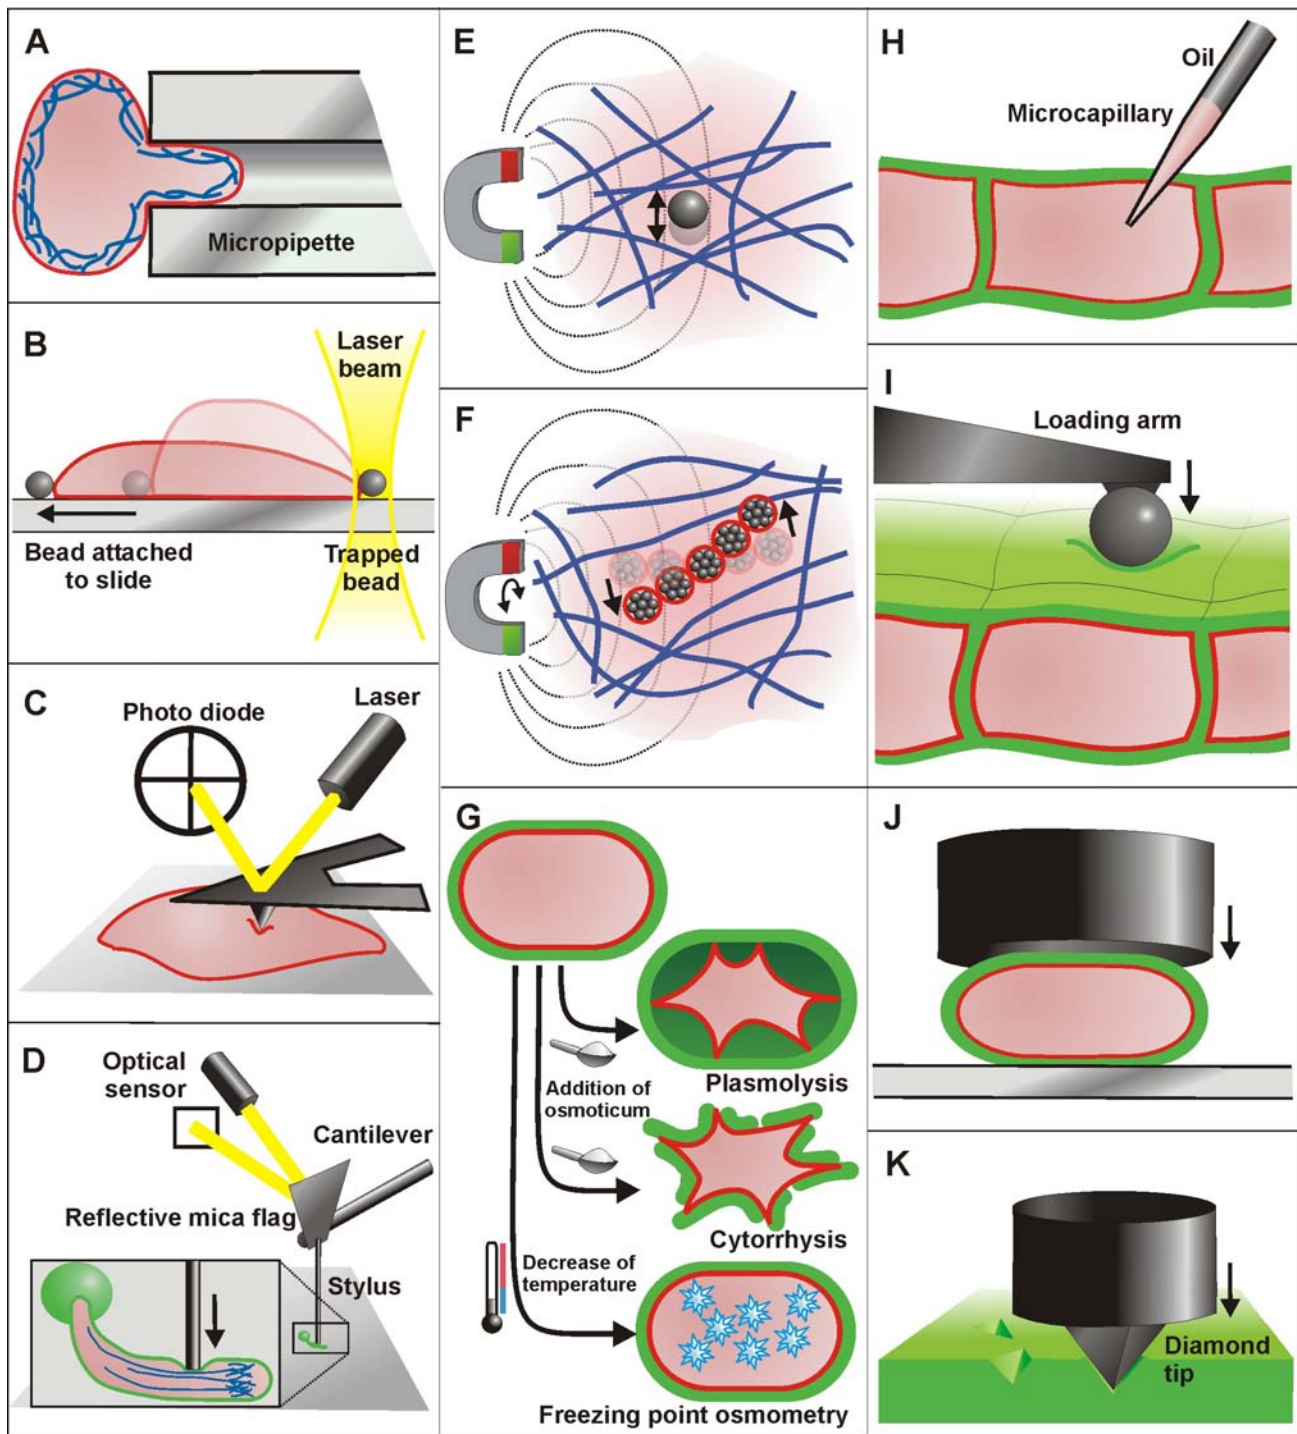 A
Micropipette
B
Laser
beam
Bead attached
to slide
Trapped
bead
C
Photo diode
Laser
D
Optical
sensor
Cantilever
Reflective mica flag
Stylus
E
F
G
Plasmolysis
Addition of
osmoticum
Cytorrhysis
Decrease of
temperature
Freezing point osmometry
H
Oil
Microcapillary
I
Loading arm
J
K
Diamond
tip